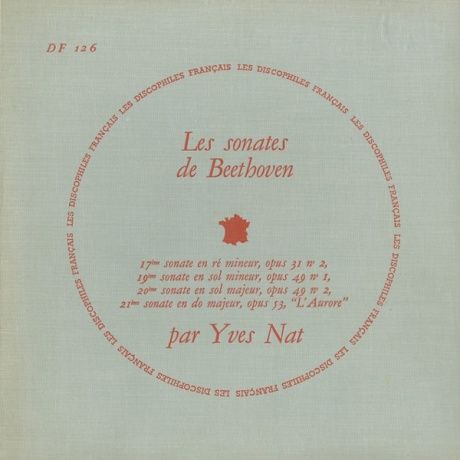 DF 126
LES DISCOPHILES FRANÇAIS LES DISCOPHILES FRANÇAIS LES DISCOPHILES FRANÇAIS LES DISCOPHILES FRANÇAIS LES DISCOPHILES FRANÇAIS LES DISCOPHILES FRANÇAIS LES DISCOPHILES FRANÇAIS
Les sonates
de Beethoven
17ème sonate en ré mineur, opus 31 nº 2,
19ème sonate en sol mineur, opus 49 nº 1,
20ème sonate en sol majeur, opus 49 nº 2,
21ème sonate en do majeur, opus 53, "L'Aurore"
par Yves Nat